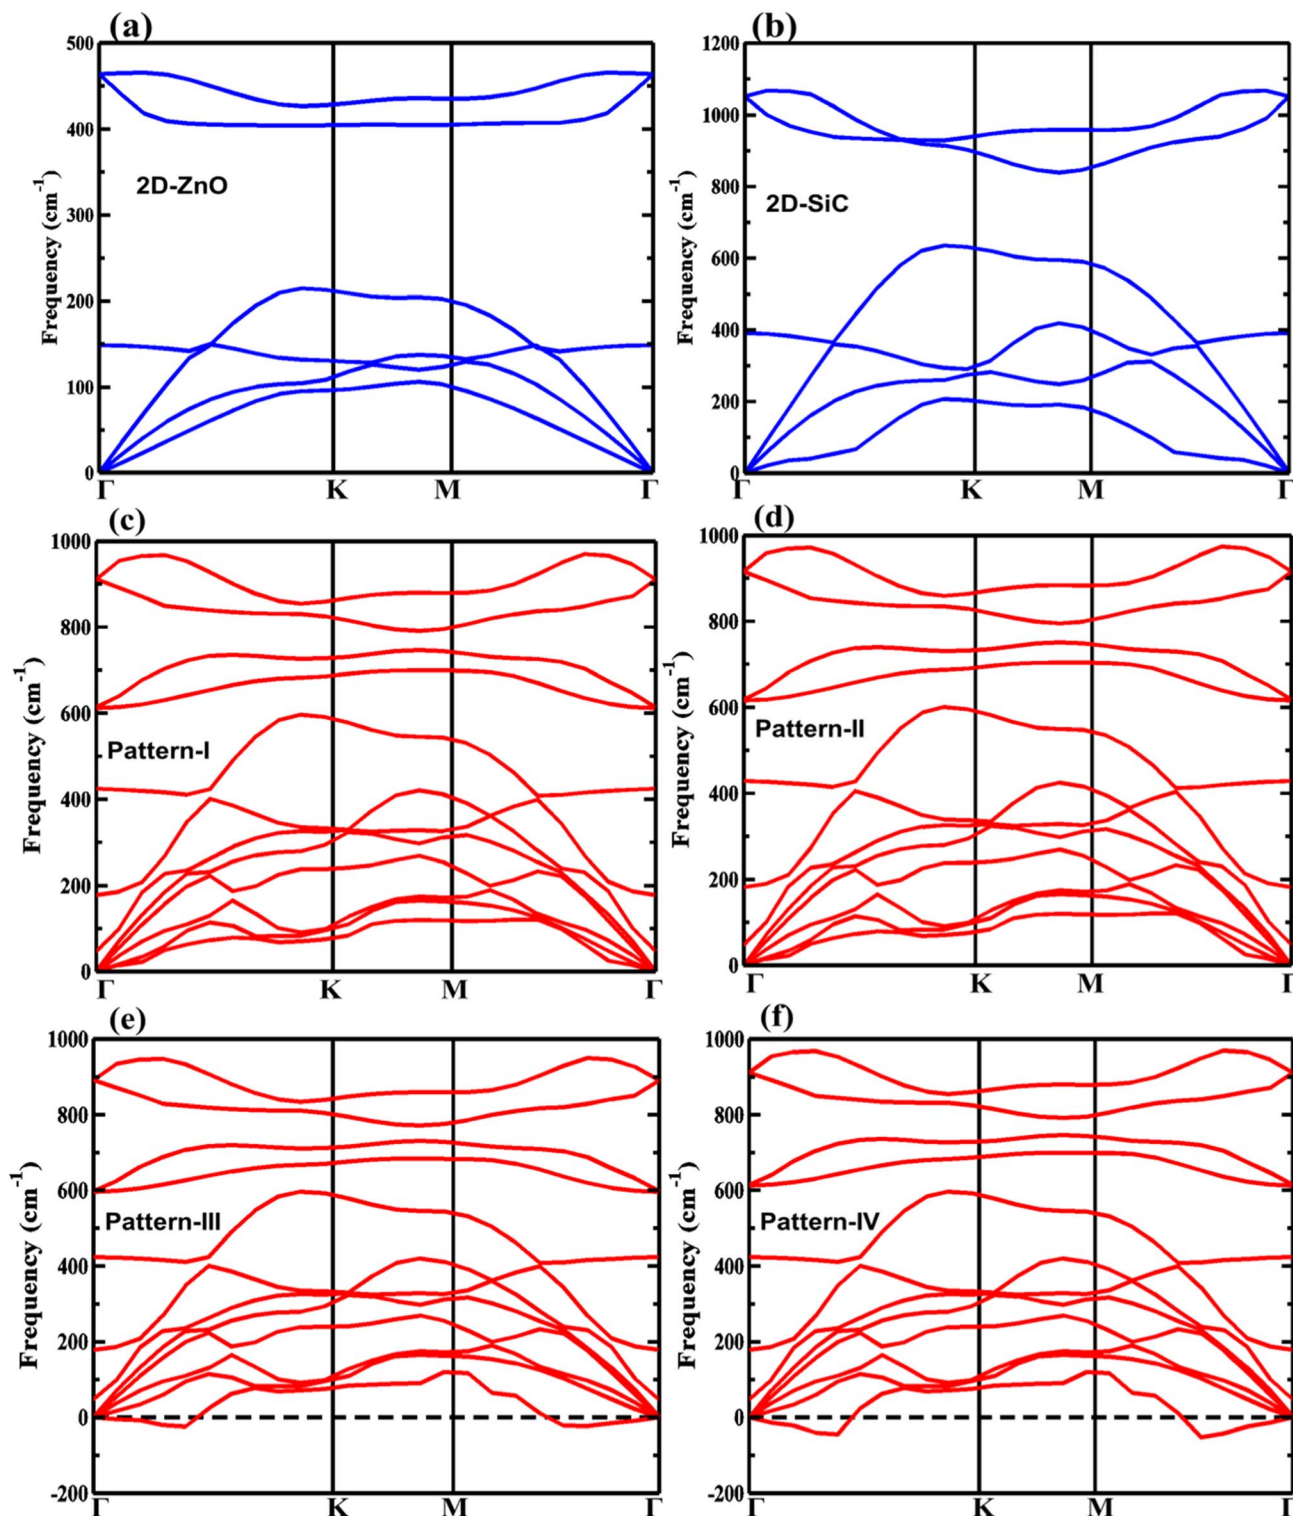 (a) (b)
500
400
300
200
100
0
Frequency (cm-1)
2D-ZnO
Γ K M Γ
1200
1000
800
600
400
200
0
Frequency (cm-1)
2D-SiC
Γ K M Γ
(c) (d)
1000
800
600
400
200
0
Frequency (cm-1)
Pattern-I
Γ K M Γ
1000
800
600
400
200
0
Frequency (cm-1)
Pattern-II
Γ K M Γ
(e) (f)
1000
800
600
400
200
0
-200
Frequency (cm-1)
Pattern-III
Γ K M Γ
1000
800
600
400
200
0
-200
Frequency (cm-1)
Pattern-IV
Γ K M Γ